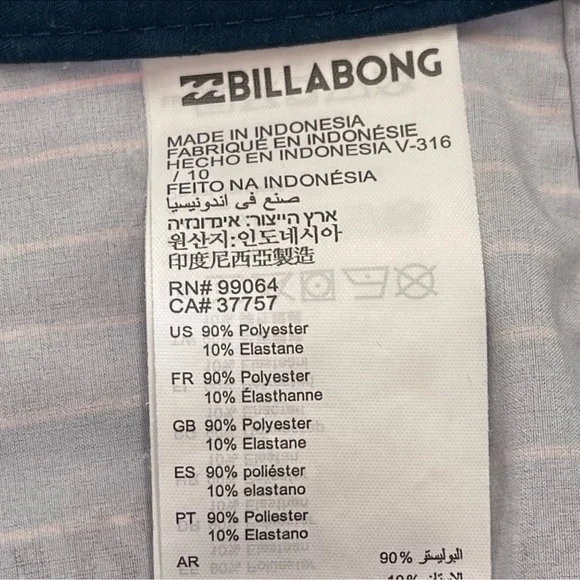 BILLABONG
MADE IN INDONESIA
FABRIQUÉ EN INDONÉSIE
HECHO EN INDONESIA V-316
/ 10
FEITO NA INDONÉSIA
صنع في اندونيسيا
ארץ הייצור: אינדונזיה
원산지:인도네시아
印度尼西亞製造
RN# 99064
CA# 37757
US 90% Polyester
10% Elastane
FR 90% Polyester
10% Élasthanne
GB 90% Polyester
10% Elastane
ES 90% poliéster
10% elastano
PT 90% Poliester
10% Elastano
AR 90% البوليستر
10%